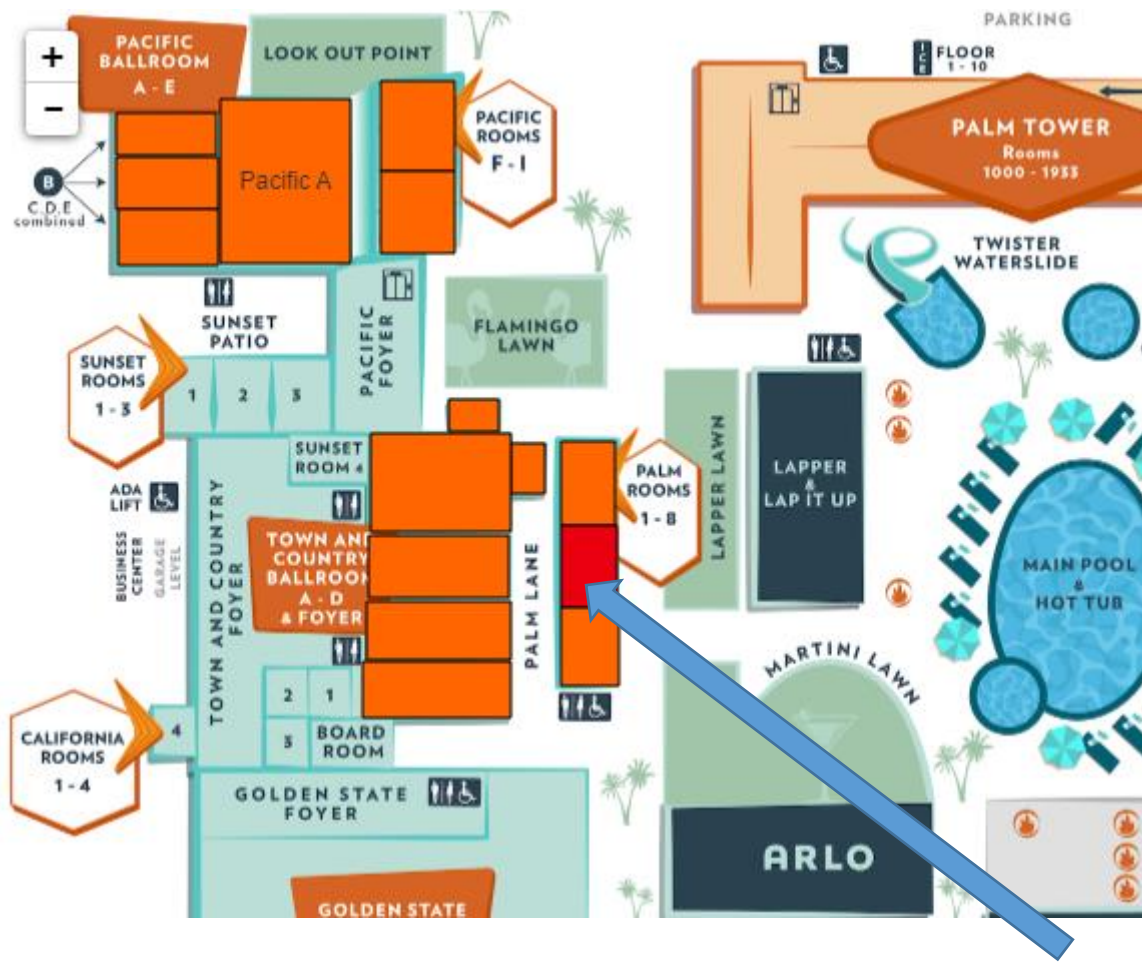 +
−
PACIFIC
BALLROOM
A - E
LOOK OUT POINT
PACIFIC
ROOMS
F - I
Pacific A
B
C,D,E
combined
PARKING
ICE
FLOOR
1 - 10
PALM TOWER
Rooms
1000 - 1933
TWISTER
WATERSLIDE
SUNSET
PATIO
PACIFIC
FOYER
FLAMINGO
LAWN
SUNSET
ROOMS
1 - 3
1
2
3
SUNSET
ROOM 4
ADA
LIFT
BUSINESS
CENTER
GARAGE
LEVEL
TOWN AND COUNTRY
FOYER
TOWN AND
COUNTRY
BALLROOM
A - D
& FOYER
PALM LANE
PALM
ROOMS
1 - 8
LAPPER LAWN
LAPPER
&
LAP IT UP
MAIN POOL
&
HOT TUB
MARTINI LAWN
2
1
3
BOARD
ROOM
4
CALIFORNIA
ROOMS
1 - 4
GOLDEN STATE
FOYER
ARLO
GOLDEN STATE